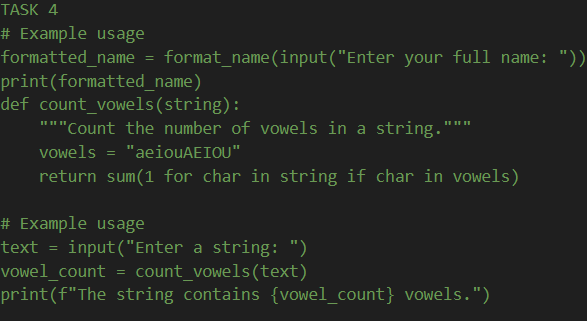 TASK 4
# Example usage
formatted_name = format_name(input("Enter your full name: "))
print(formatted_name)
def count_vowels(string):
    """Count the number of vowels in a string."""
    vowels = "aeiouAEIOU"
    return sum(1 for char in string if char in vowels)

# Example usage
text = input("Enter a string: ")
vowel_count = count_vowels(text)
print(f"The string contains {vowel_count} vowels.")